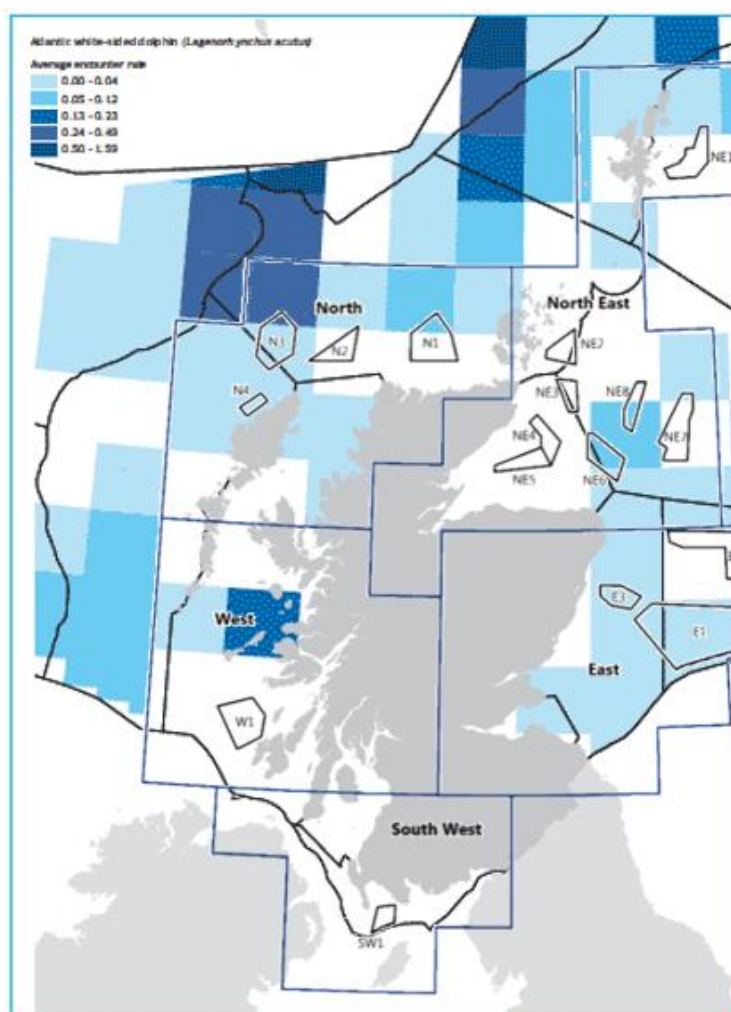 Atlantic white-sided dolphin (Lagenorhynchus acutus)
Average encounter rate
0.00 - 0.04
0.05 - 0.12
0.13 - 0.23
0.24 - 0.49
0.50 - 1.59
NE1
North
North East
N3
N2
N1
NE2
N4
NE3
NE8
NE4
NE7
NE5
NE6
West
E3
E1
East
W1
South West
SW1